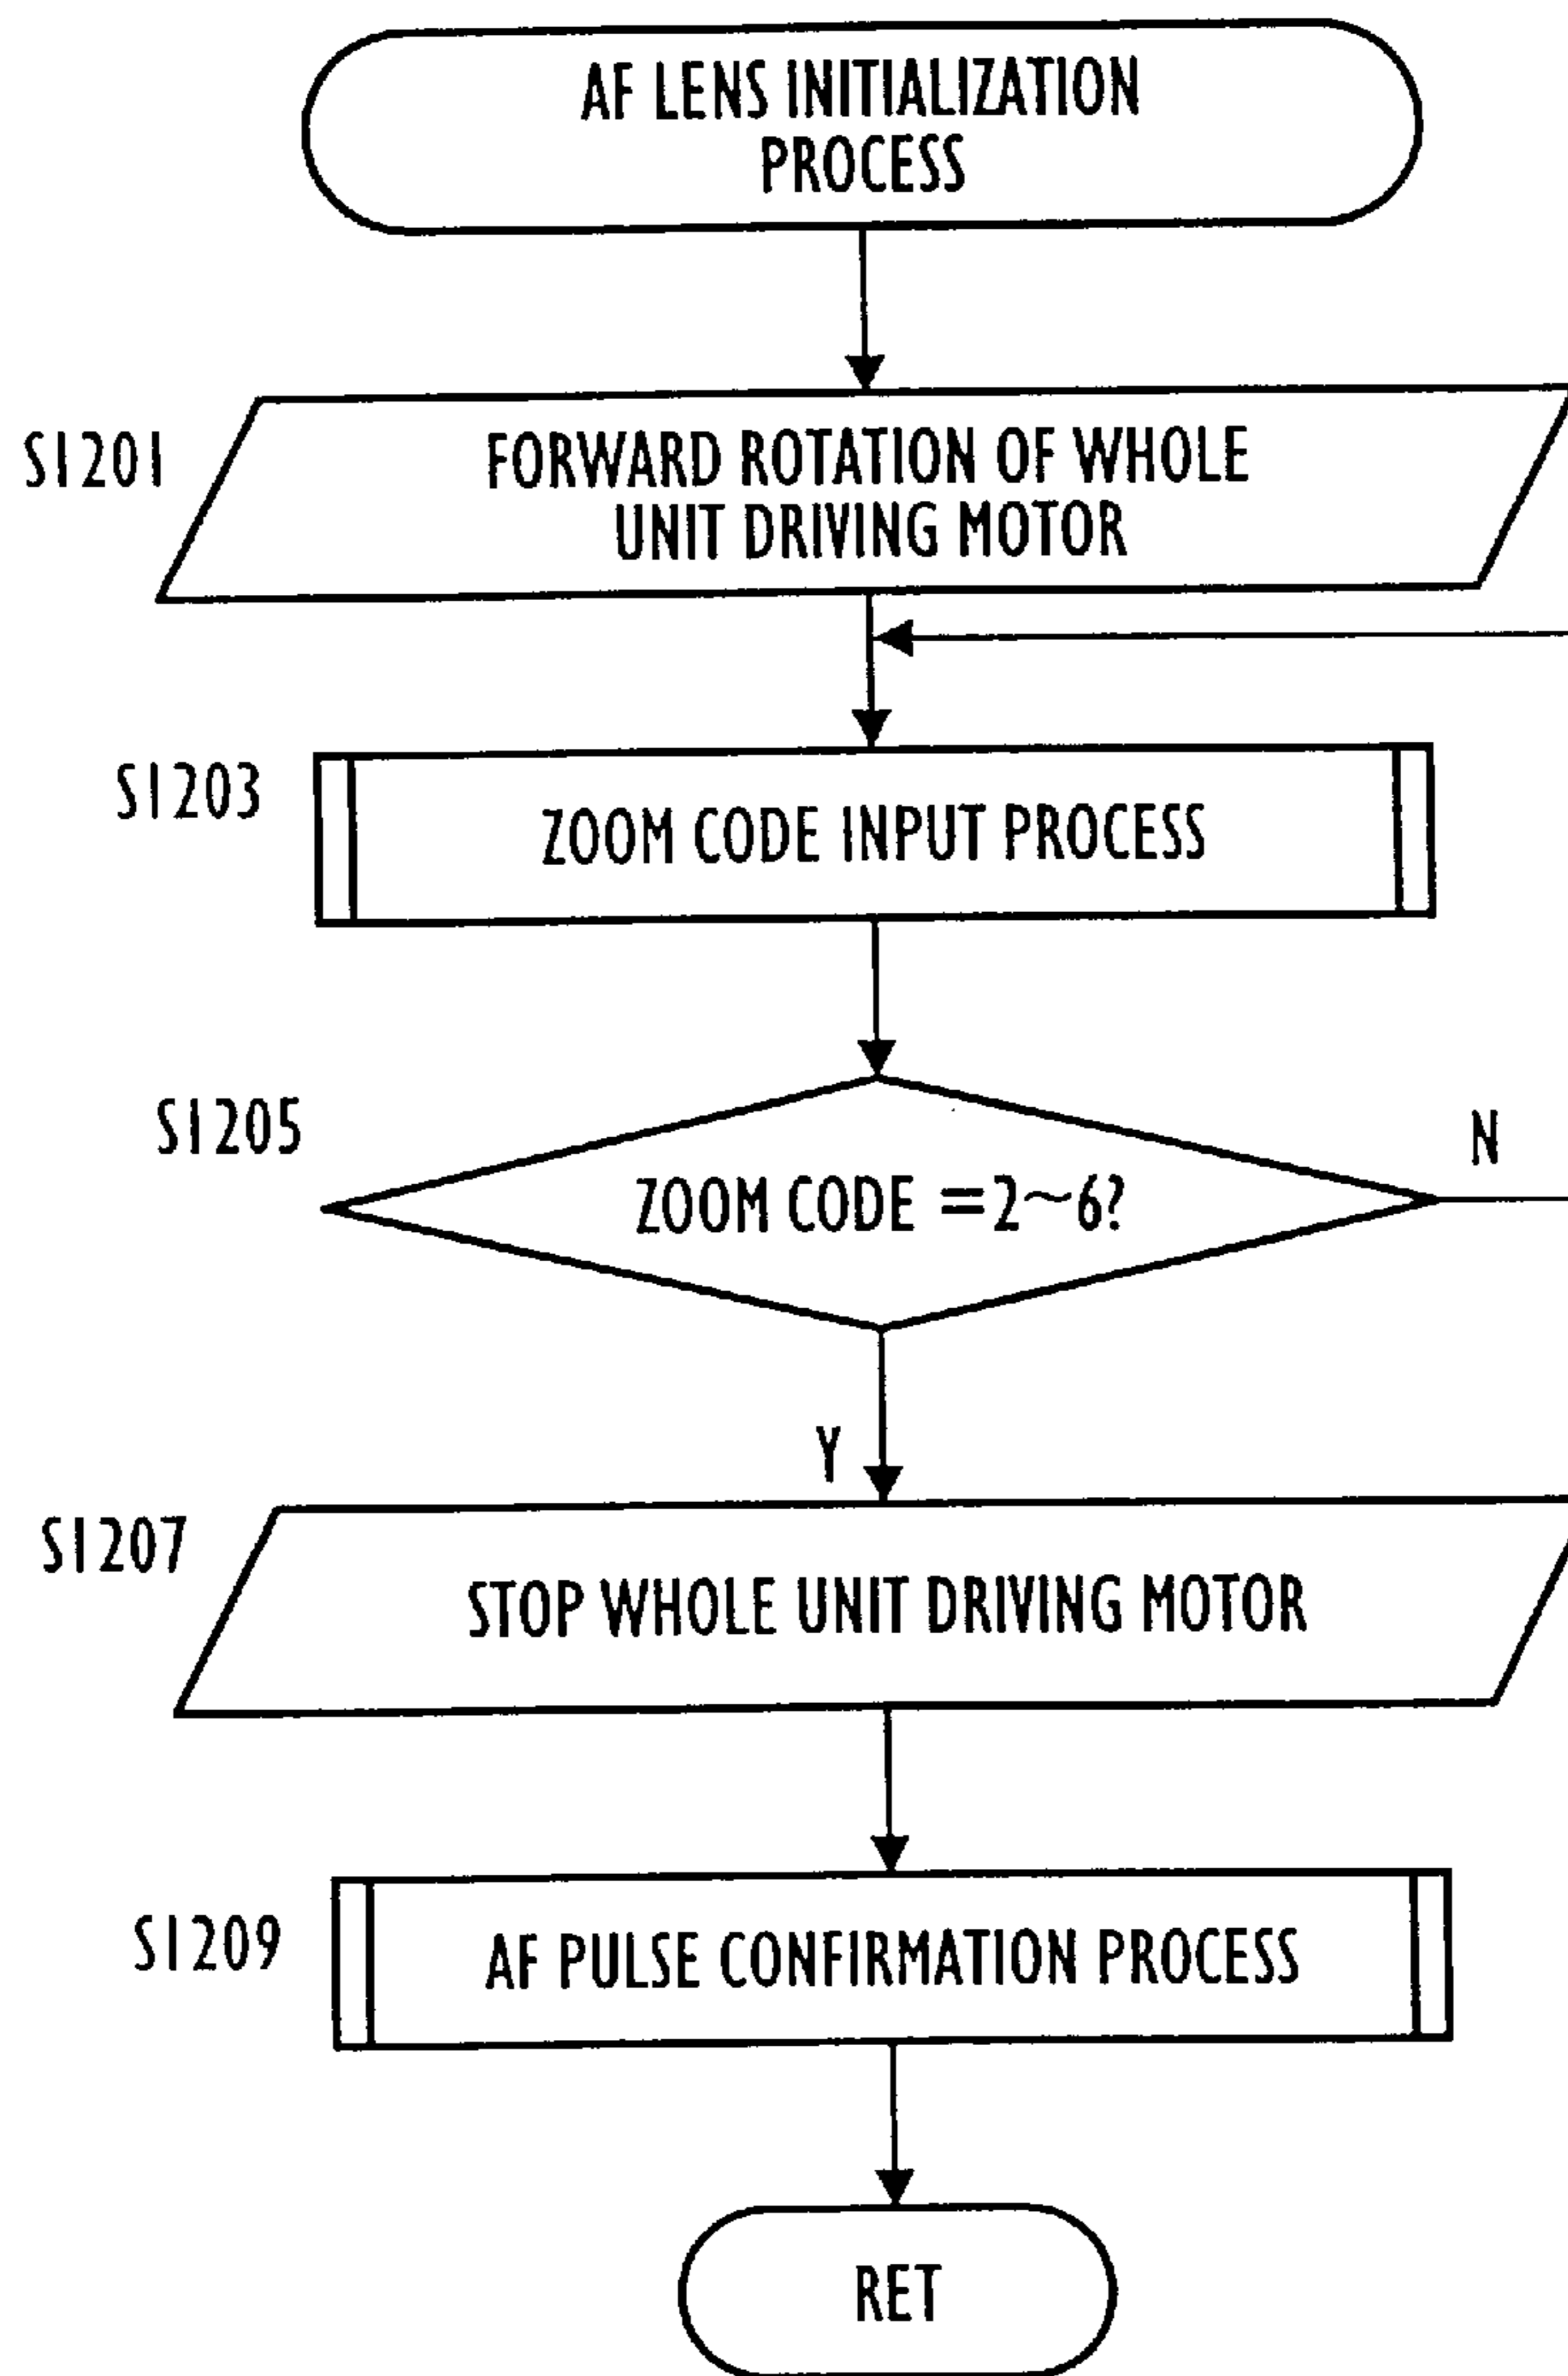 AF LENS INITIALIZATION
PROCESS
S1201
FORWARD ROTATION OF WHOLE
UNIT DRIVING MOTOR
S1203
ZOOM CODE INPUT PROCESS
S1205
ZOOM CODE =2~6?
N
Y
S1207
STOP WHOLE UNIT DRIVING MOTOR
S1209
AF PULSE CONFIRMATION PROCESS
RET